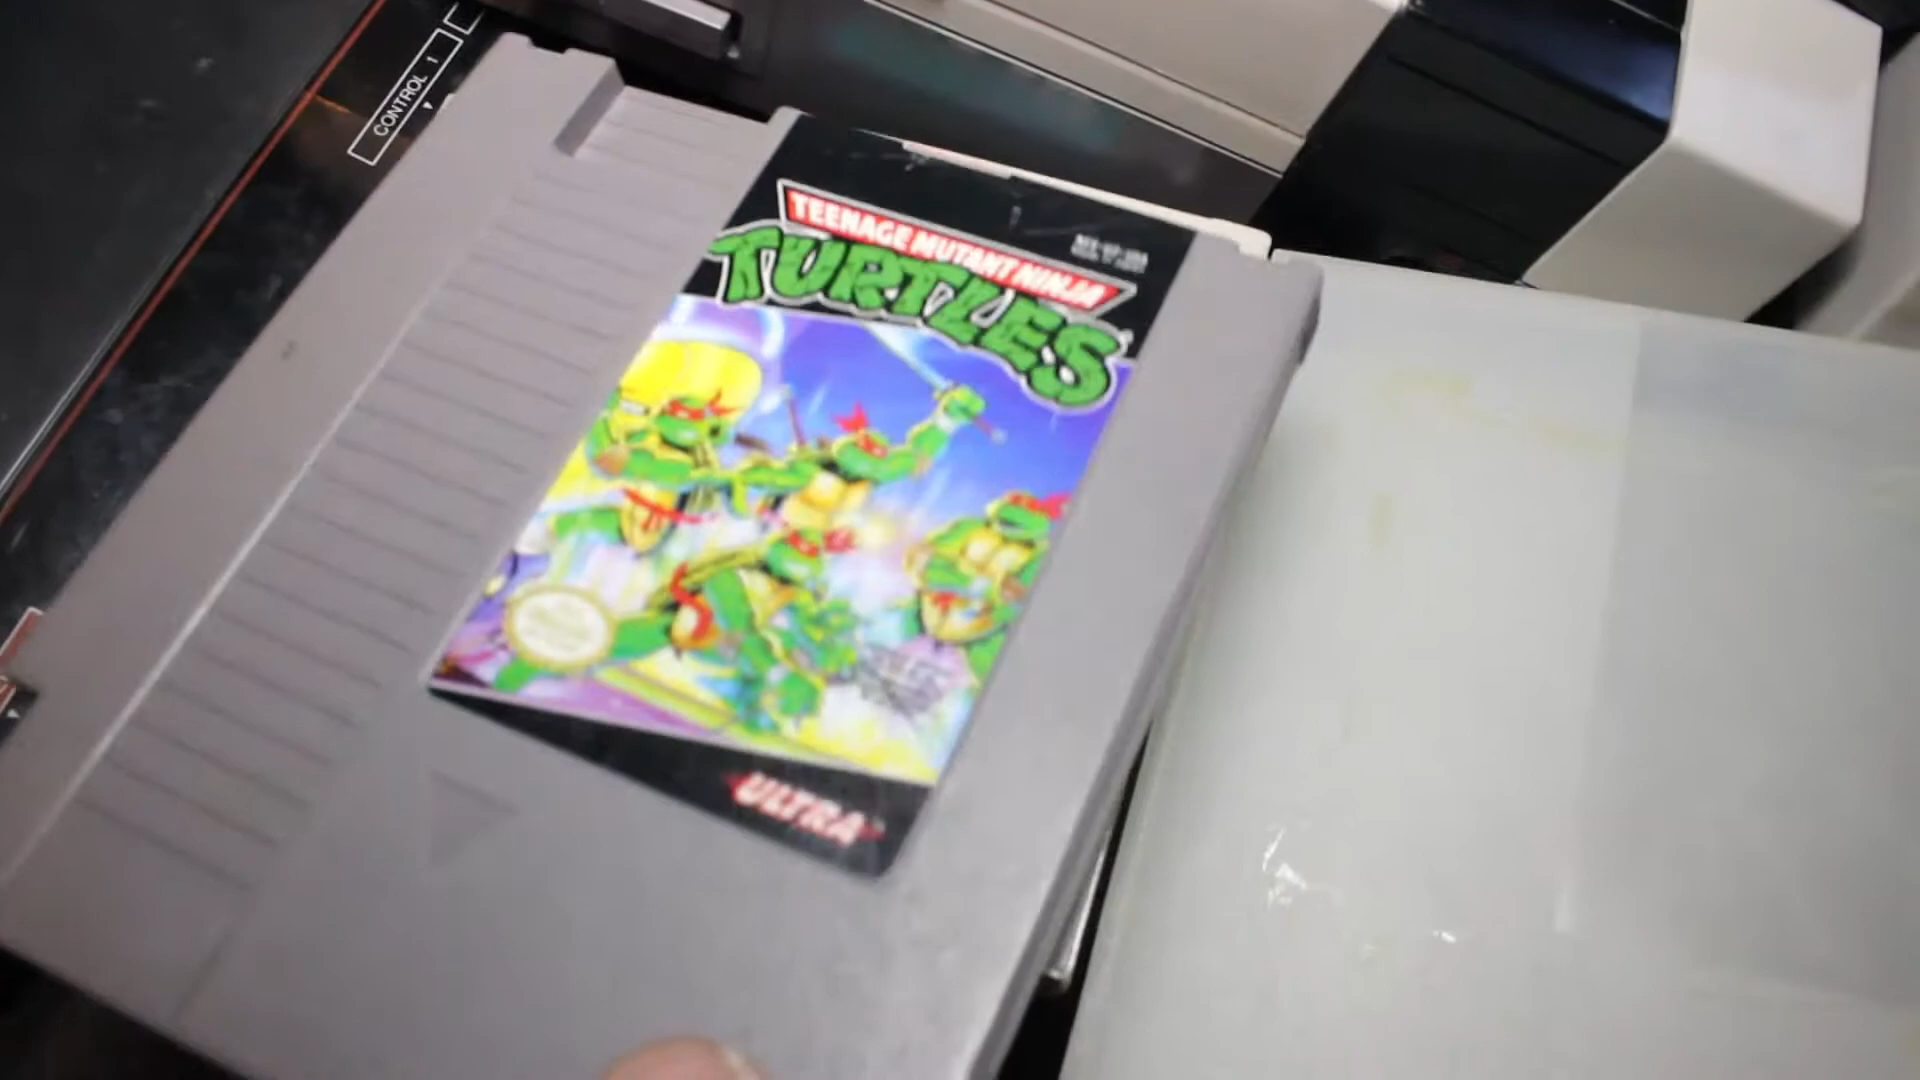 CONTROL 1
TEENAGE MUTANT NINJA
TURTLES
ULTRA